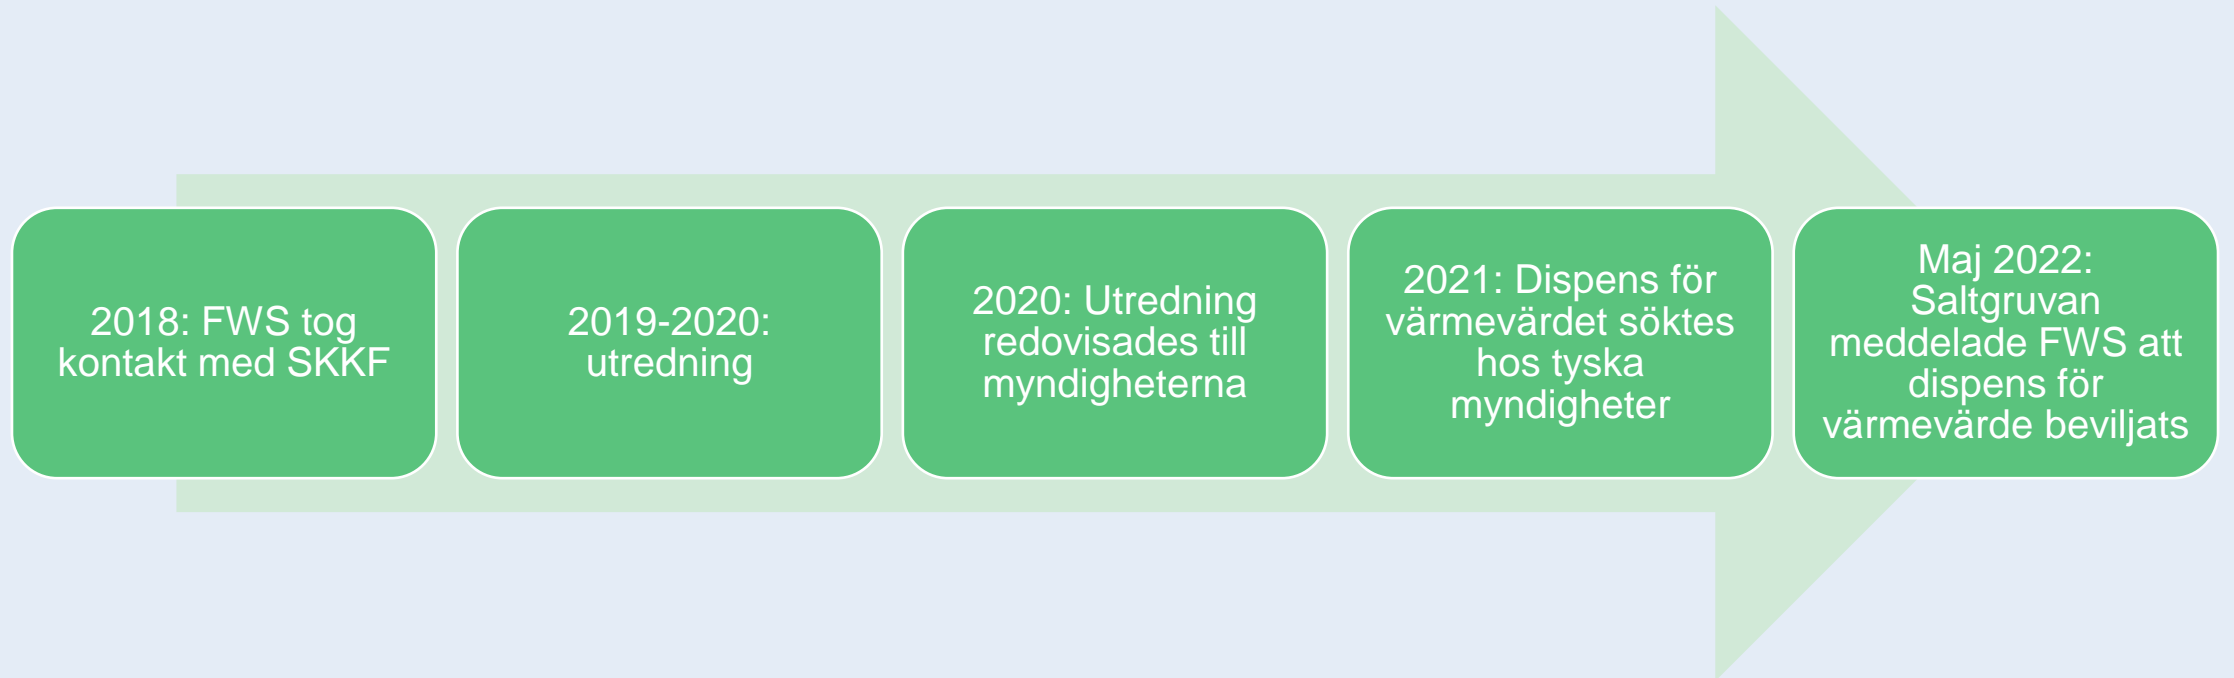 2018: FWS tog
kontakt med SKKF
2019-2020:
utredning
2020: Utredning
redovisades till
myndigheterna
2021: Dispens för
värmevärdet söktes
hos tyska
myndigheter
Maj 2022:
Saltgruvan
meddelade FWS att
dispens för
värmevärde beviljats